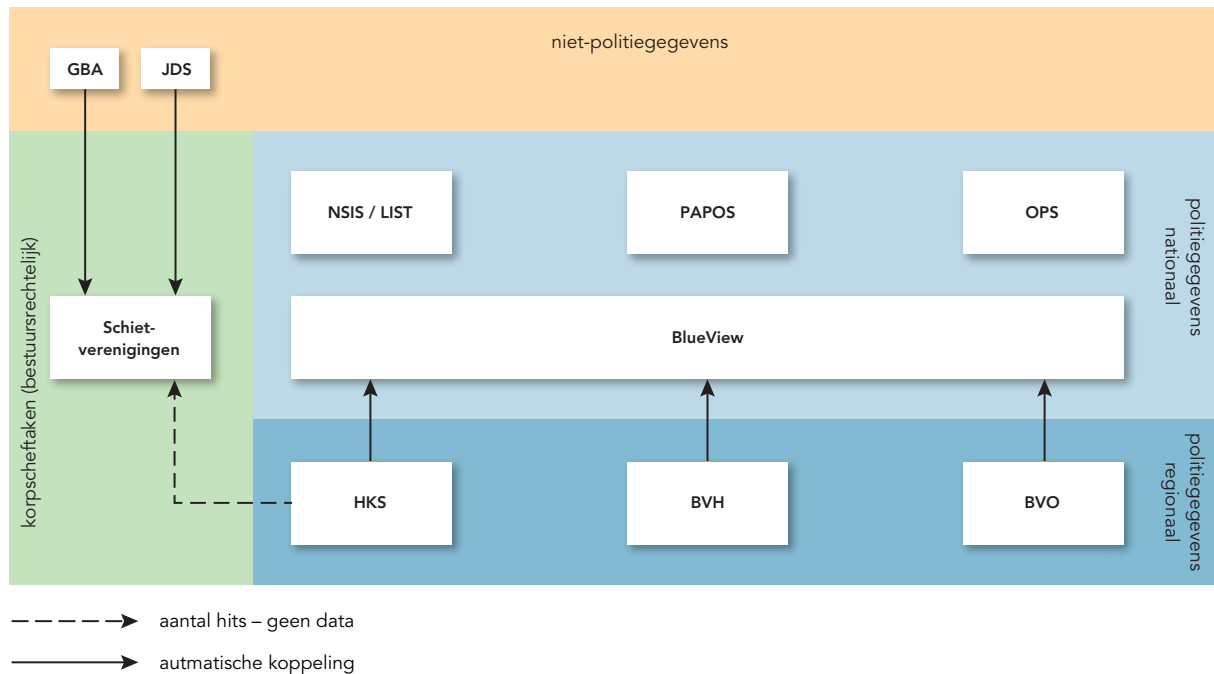 niet-politiegegevens
GBA
JDS
NSIS / LIST
PAPOS
OPS
politiegegevens
nationaal
korpscheftaken (bestuursrechtelijk)
Schiet-
verenigingen
BlueView
HKS
BVH
BVO
politiegegevens
regionaal
aantal hits – geen data
autmatische koppeling